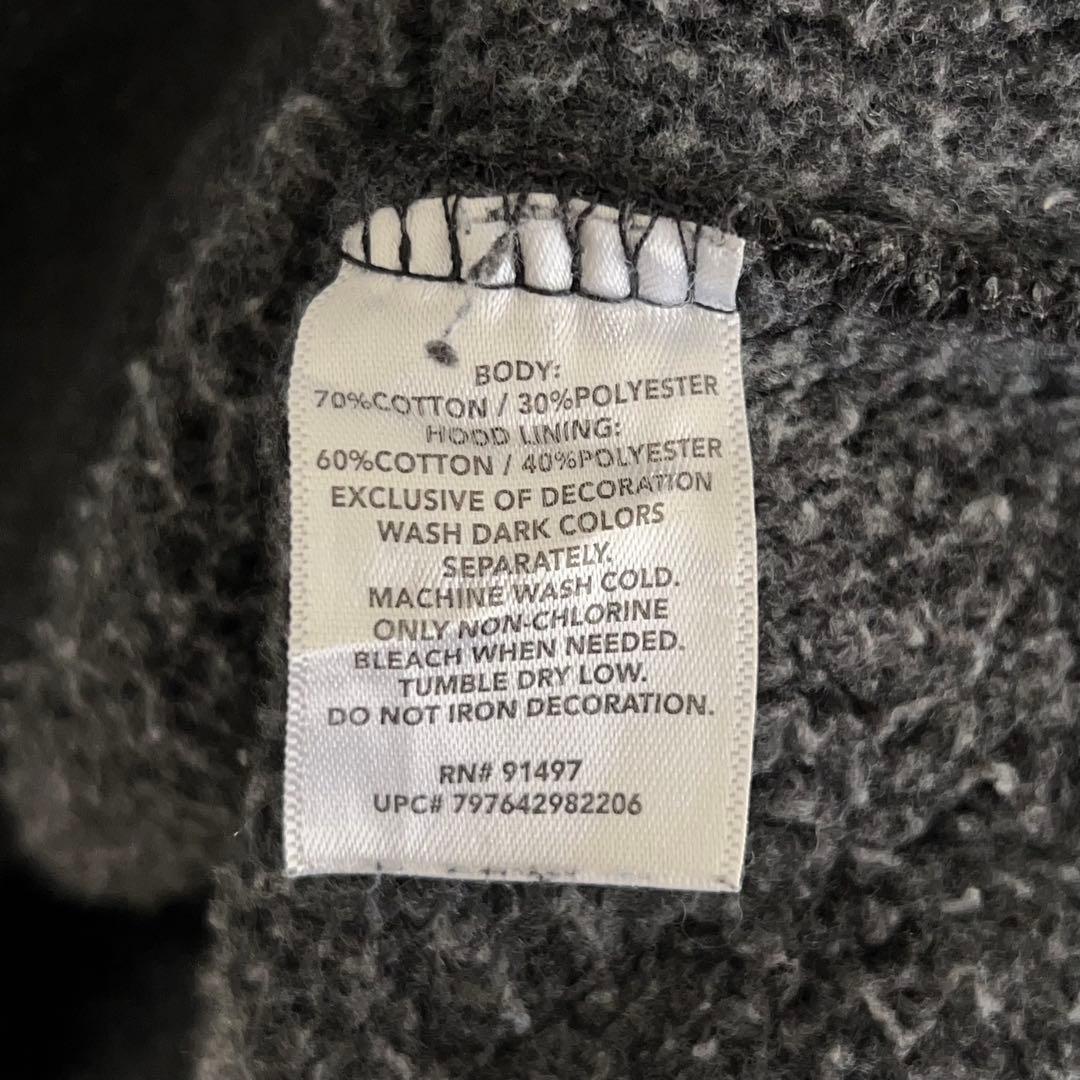 BODY:
70%COTTON / 30%POLYESTER
HOOD LINING:
60%COTTON / 40%POLYESTER
EXCLUSIVE OF DECORATION
WASH DARK COLORS
SEPARATELY.
MACHINE WASH COLD.
ONLY NON-CHLORINE
BLEACH WHEN NEEDED.
TUMBLE DRY LOW.
DO NOT IRON DECORATION.
RN# 91497
UPC# 797642982206